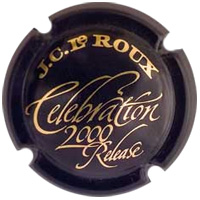 J.C. Le ROUX
Celebration
2000
Release